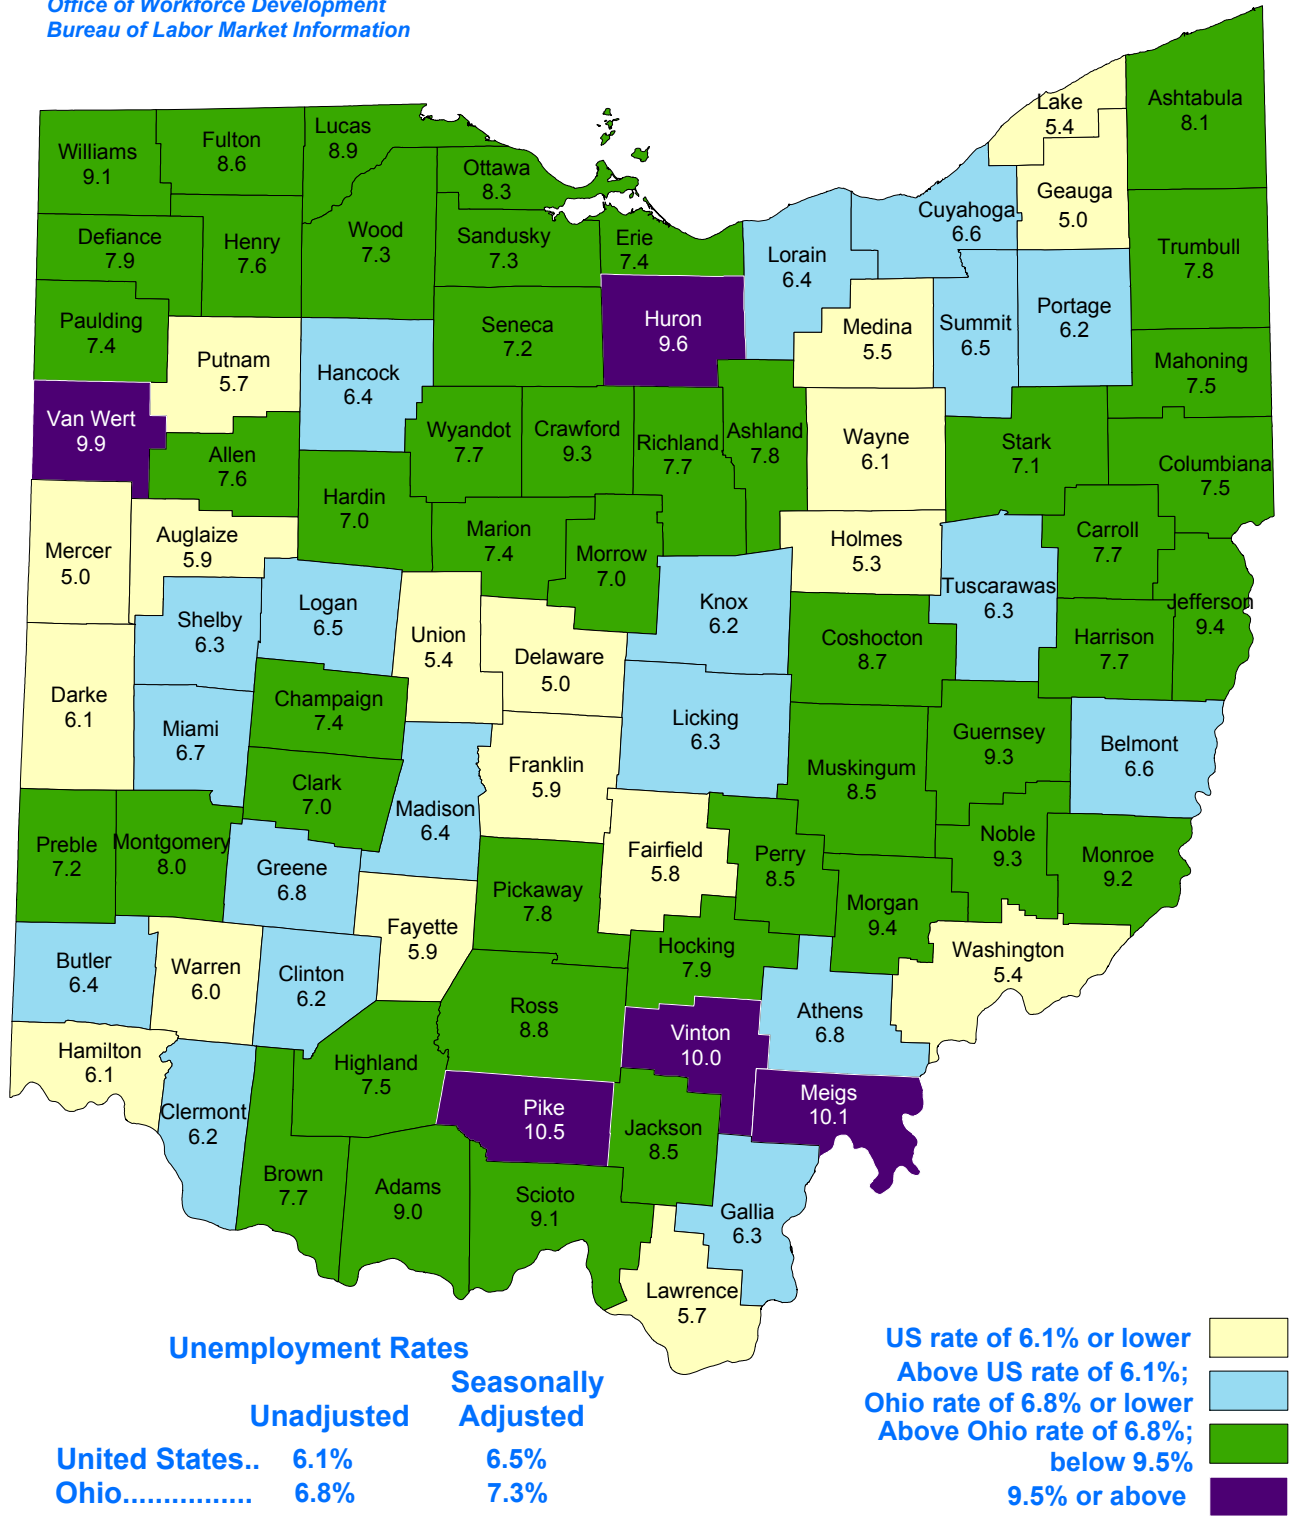 Office of Workforce Development
Bureau of Labor Market Information
Lake
5.4
Ashtabula
8.1
Williams
9.1
Fulton
8.6
Lucas
8.9
Ottawa
8.3
Geauga
5.0
Cuyahoga
6.6
Defiance
7.9
Henry
7.6
Wood
7.3
Sandusky
7.3
Erie
7.4
Lorain
6.4
Trumbull
7.8
Paulding
7.4
Putnam
5.7
Hancock
6.4
Seneca
7.2
Huron
9.6
Medina
5.5
Summit
6.5
Portage
6.2
Mahoning
7.5
Van Wert
9.9
Allen
7.6
Wyandot
7.7
Crawford
9.3
Richland
7.7
Ashland
7.8
Wayne
6.1
Stark
7.1
Columbiana
7.5
Hardin
7.0
Mercer
5.0
Auglaize
5.9
Marion
7.4
Morrow
7.0
Holmes
5.3
Carroll
7.7
Tuscarawas
6.3
Jefferson
9.4
Shelby
6.3
Logan
6.5
Union
5.4
Delaware
5.0
Knox
6.2
Coshocton
8.7
Harrison
7.7
Darke
6.1
Miami
6.7
Champaign
7.4
Licking
6.3
Guernsey
9.3
Belmont
6.6
Clark
7.0
Madison
6.4
Franklin
5.9
Muskingum
8.5
Preble
7.2
Montgomery
8.0
Greene
6.8
Fairfield
5.8
Perry
8.5
Noble
9.3
Monroe
9.2
Pickaway
7.8
Morgan
9.4
Fayette
5.9
Hocking
7.9
Washington
5.4
Butler
6.4
Warren
6.0
Clinton
6.2
Ross
8.8
Athens
6.8
Vinton
10.0
Hamilton
6.1
Highland
7.5
Clermont
6.2
Pike
10.5
Jackson
8.5
Meigs
10.1
Brown
7.7
Adams
9.0
Scioto
9.1
Gallia
6.3
Lawrence
5.7
Unemployment Rates
Seasonally
Unadjusted Adjusted
United States.. 6.1% 6.5%
Ohio................ 6.8% 7.3%
US rate of 6.1% or lower
Above US rate of 6.1%;
Ohio rate of 6.8% or lower
Above Ohio rate of 6.8%;
below 9.5%
9.5% or above